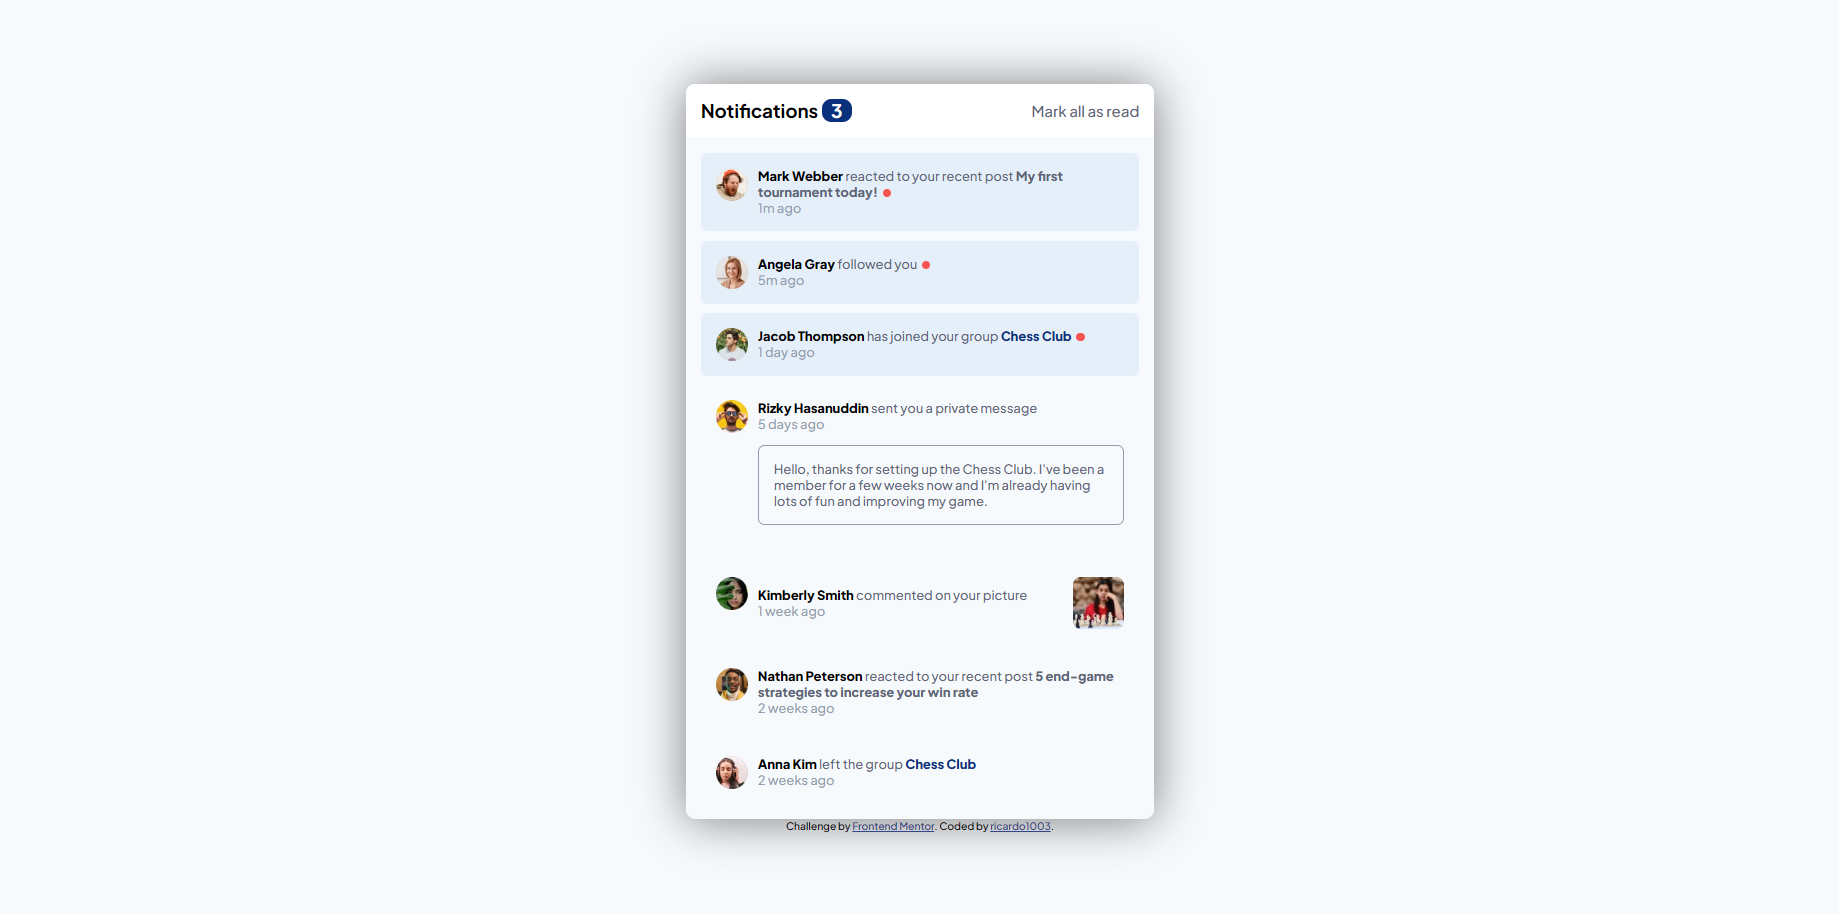 Notifications 3 Mark all as read
Mark Webber reacted to your recent post My first
tournament today!
1m ago
Angela Gray followed you
5m ago
Jacob Thompson has joined your group Chess Club
1 day ago
Rizky Hasanuddin sent you a private message
5 days ago
Hello, thanks for setting up the Chess Club. I've been a
member for a few weeks now and I'm already having
lots of fun and improving my game.
Kimberly Smith commented on your picture
1 week ago
Nathan Peterson reacted to your recent post 5 end-game
strategies to increase your win rate
2 weeks ago
Anna Kim left the group Chess Club
2 weeks ago
Challenge by Frontend Mentor. Coded by ricardo1003.